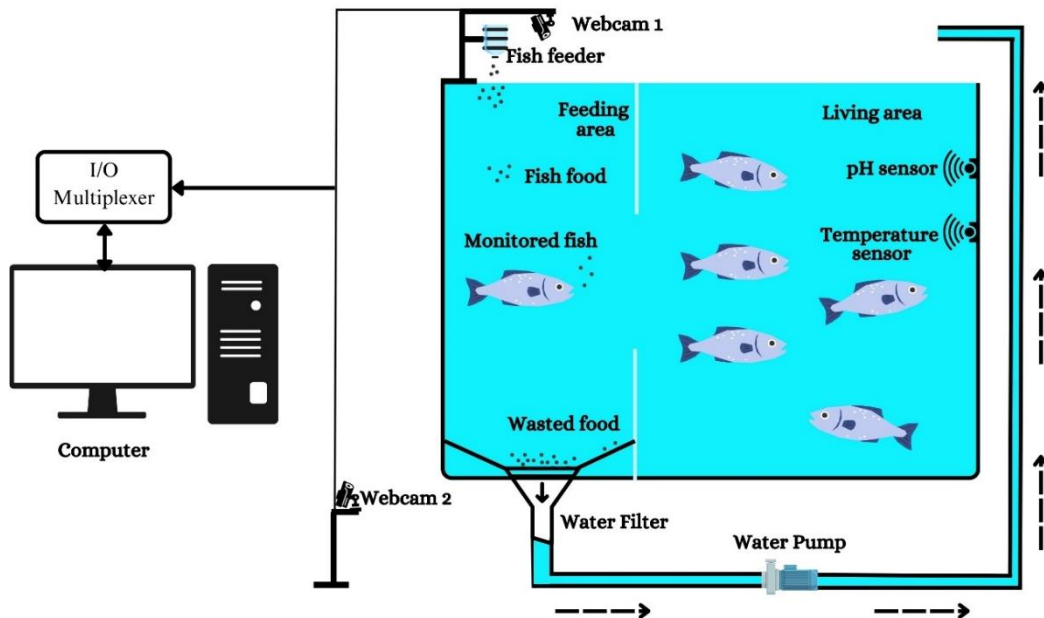 Webcam 1
Fish feeder
Feeding
area
Living area
I/O
Multiplexer
Fish food
pH sensor
Monitored fish
Temperature
sensor
Wasted food
Computer
Webcam 2
Water Filter
Water Pump